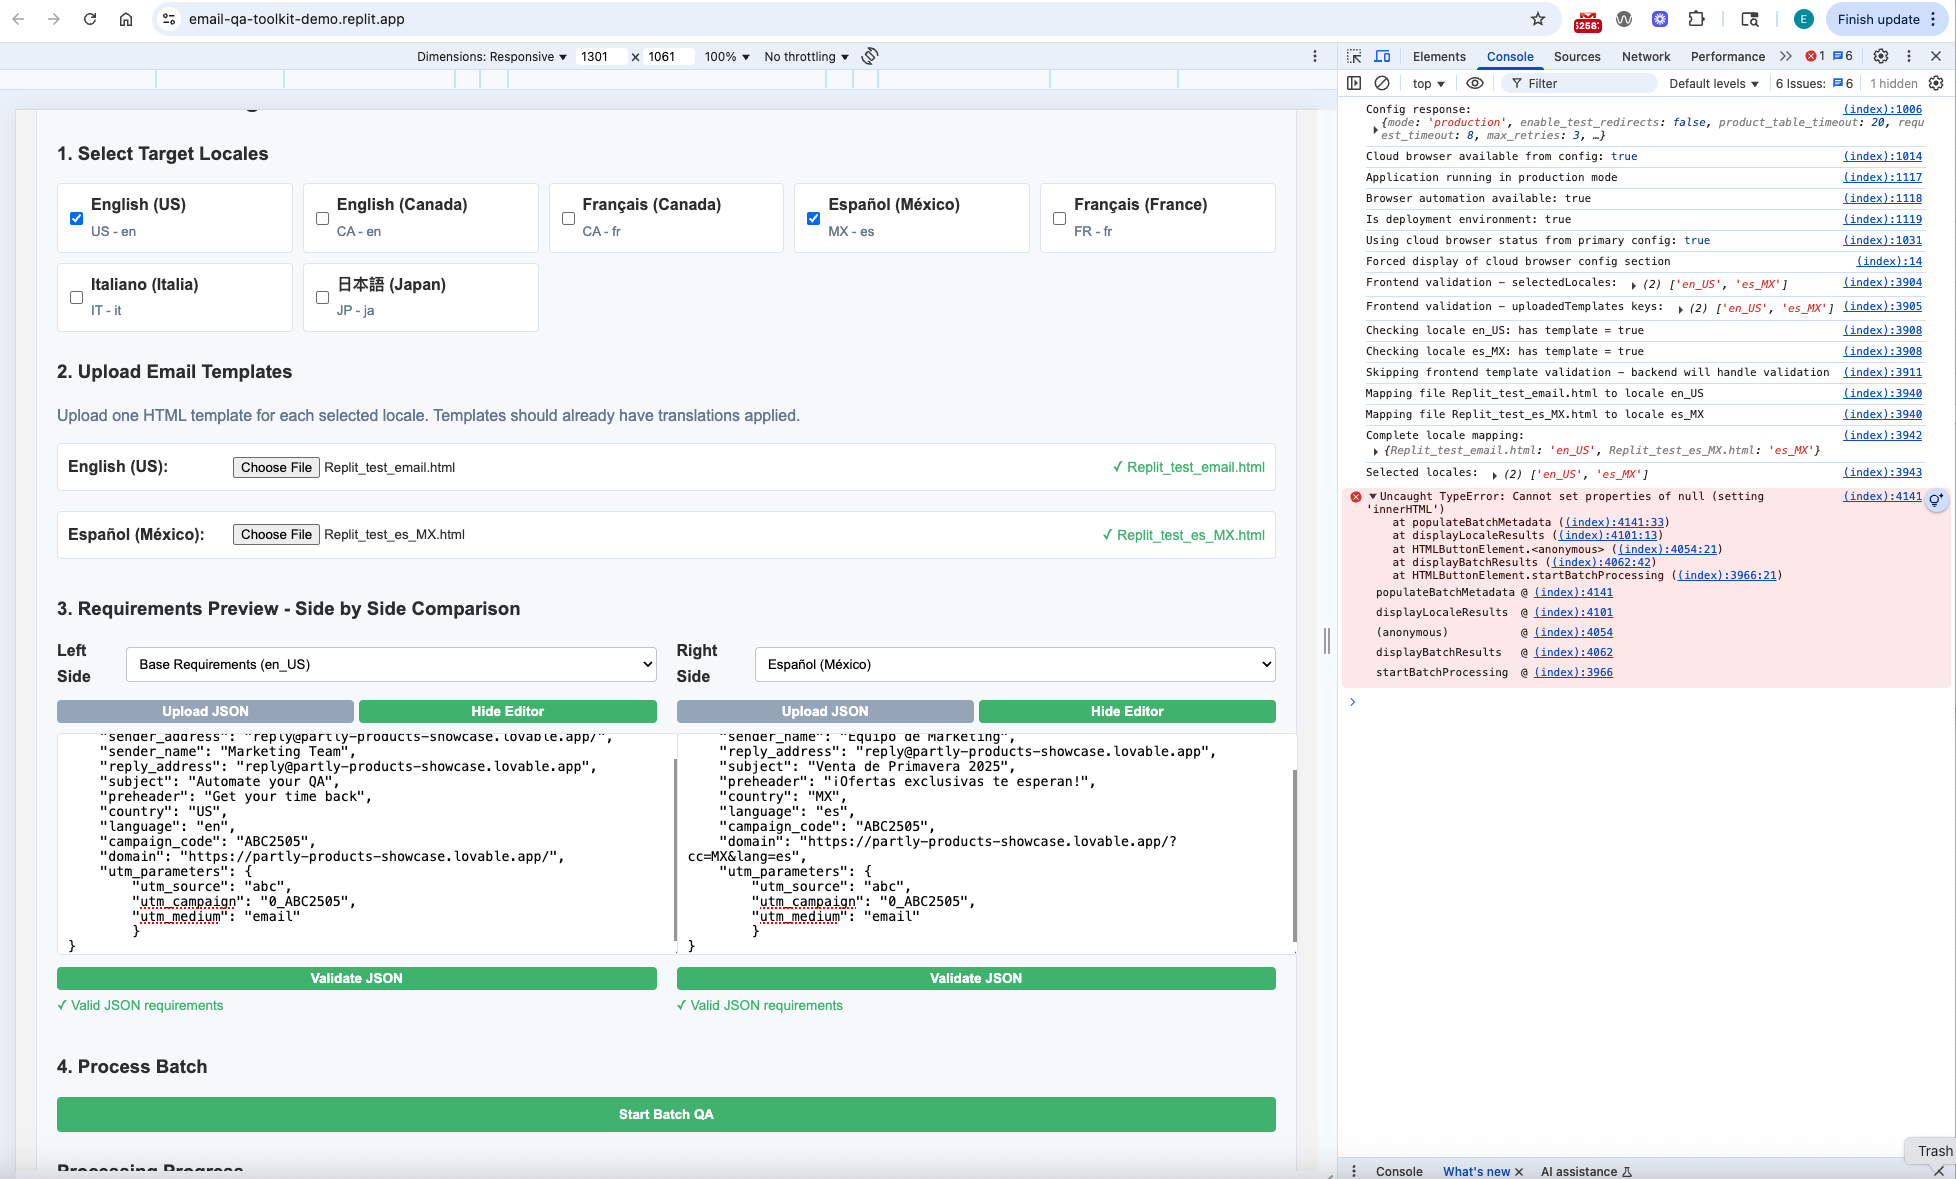 email-qa-toolkit-demo.replit.app
E
Finish update
Dimensions: Responsive 1301 x 1061 100% No throttling
Elements Console Sources Network Performance 1 6
top Filter Default levels 6 Issues: 6 1 hidden
1. Select Target Locales
English (US)
US - en
English (Canada)
CA - en
Français (Canada)
CA - fr
Español (México)
MX - es
Français (France)
FR - fr
Italiano (Italia)
IT - it
日本語 (Japan)
JP - ja
2. Upload Email Templates
Upload one HTML template for each selected locale. Templates should already have translations applied.
English (US): Choose File Replit_test_email.html ✓ Replit_test_email.html
Español (México): Choose File Replit_test_es_MX.html ✓ Replit_test_es_MX.html
3. Requirements Preview - Side by Side Comparison
Left Side
Base Requirements (en_US)
Upload JSON Hide Editor
"sender_address": "reply@partly-products-showcase.lovable.app/",
"sender_name": "Marketing Team",
"reply_address": "reply@partly-products-showcase.lovable.app",
"subject": "Automate your QA",
"preheader": "Get your time back",
"country": "US",
"language": "en",
"campaign_code": "ABC2505",
"domain": "https://partly-products-showcase.lovable.app/",
"utm_parameters": {
"utm_source": "abc",
"utm_campaign": "0_ABC2505",
"utm_medium": "email"
}
}
Validate JSON
✓ Valid JSON requirements
Right Side
Español (México)
Upload JSON Hide Editor
"sender_name": "Equipo de Marketing",
"reply_address": "reply@partly-products-showcase.lovable.app",
"subject": "Venta de Primavera 2025",
"preheader": "¡Ofertas exclusivas te esperan!",
"country": "MX",
"language": "es",
"campaign_code": "ABC2505",
"domain": "https://partly-products-showcase.lovable.app/?
cc=MX&lang=es",
"utm_parameters": {
"utm_source": "abc",
"utm_campaign": "0_ABC2505",
"utm_medium": "email"
}
}
Validate JSON
✓ Valid JSON requirements
4. Process Batch
Start Batch QA
Processing Progress
Config response: (index):1006
{mode: 'production', enable_test_redirects: false, product_table_timeout: 20, requ
est_timeout: 8, max_retries: 3, …}
Cloud browser available from config: true (index):1014
Application running in production mode (index):1117
Browser automation available: true (index):1118
Is deployment environment: true (index):1119
Using cloud browser status from primary config: true (index):1031
Forced display of cloud browser config section (index):14
Frontend validation - selectedLocales: (2) ['en_US', 'es_MX'] (index):3904
Frontend validation - uploadedTemplates keys: (2) ['en_US', 'es_MX'] (index):3905
Checking locale en_US: has template = true (index):3908
Checking locale es_MX: has template = true (index):3908
Skipping frontend template validation - backend will handle validation (index):3911
Mapping file Replit_test_email.html to locale en_US (index):3940
Mapping file Replit_test_es_MX.html to locale es_MX (index):3940
Complete locale mapping: (index):3942
{Replit_test_email.html: 'en_US', Replit_test_es_MX.html: 'es_MX'}
Selected locales: (2) ['en_US', 'es_MX'] (index):3943
Uncaught TypeError: Cannot set properties of null (setting (index):4141
'innerHTML')
at populateBatchMetadata ((index):4141:33)
at displayLocaleResults ((index):4101:13)
at HTMLButtonElement.<anonymous> ((index):4054:21)
at displayBatchResults ((index):4062:42)
at HTMLButtonElement.startBatchProcessing ((index):3966:21)
populateBatchMetadata @ (index):4141
displayLocaleResults @ (index):4101
(anonymous) @ (index):4054
displayBatchResults @ (index):4062
startBatchProcessing @ (index):3966
Trash
Console What's new AI assistance